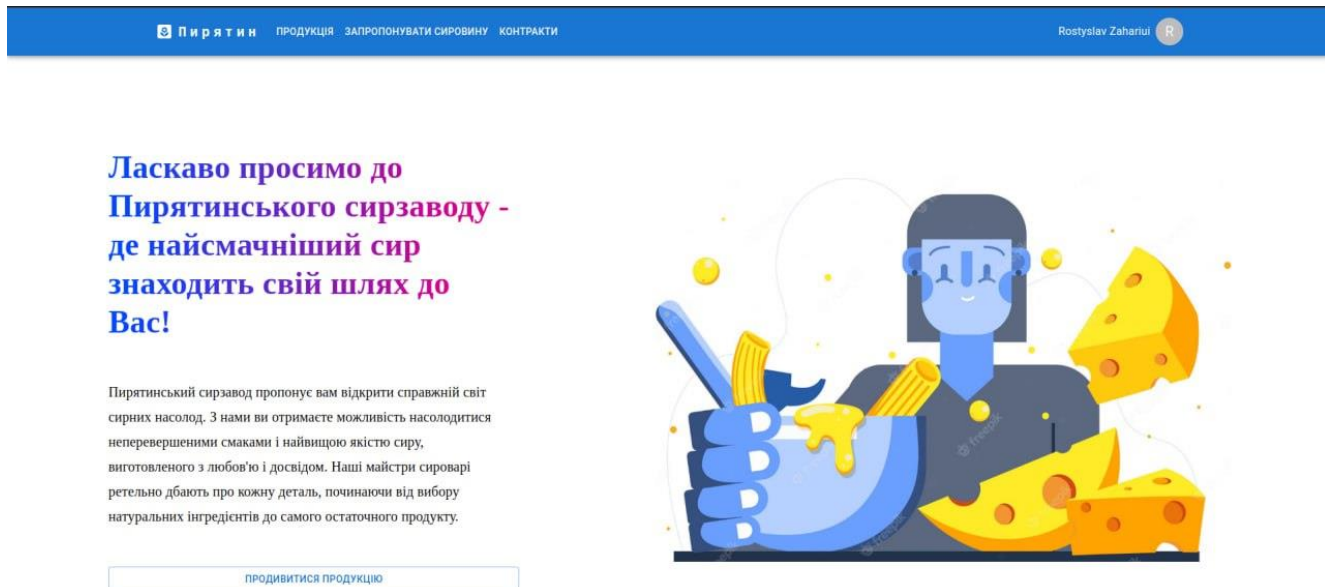 Пирятин ПРОДУКЦІЯ ЗАПРОПОНУВАТИ СИРОВИНУ КОНТРАКТИ Rostyslav Zahariui R
Ласкаво просимо до
Пирятинського сирзаводу -
де найсмачніший сир
знаходить свій шлях до
Вас!
Пирятинський сирзавод пропонує вам відкрити справжній світ
сирних насолод. З нами ви отримаєте можливість насолодитися
неперевершеними смаками і найвищою якістю сиру,
виготовленого з любов'ю і досвідом. Наші майстри сироварі
ретельно дбають про кожну деталь, починаючи від вибору
натуральних інгредієнтів до самого остаточного продукту.
ПРОДИВИТИСЯ ПРОДУКЦІЮ
freepik
freepik